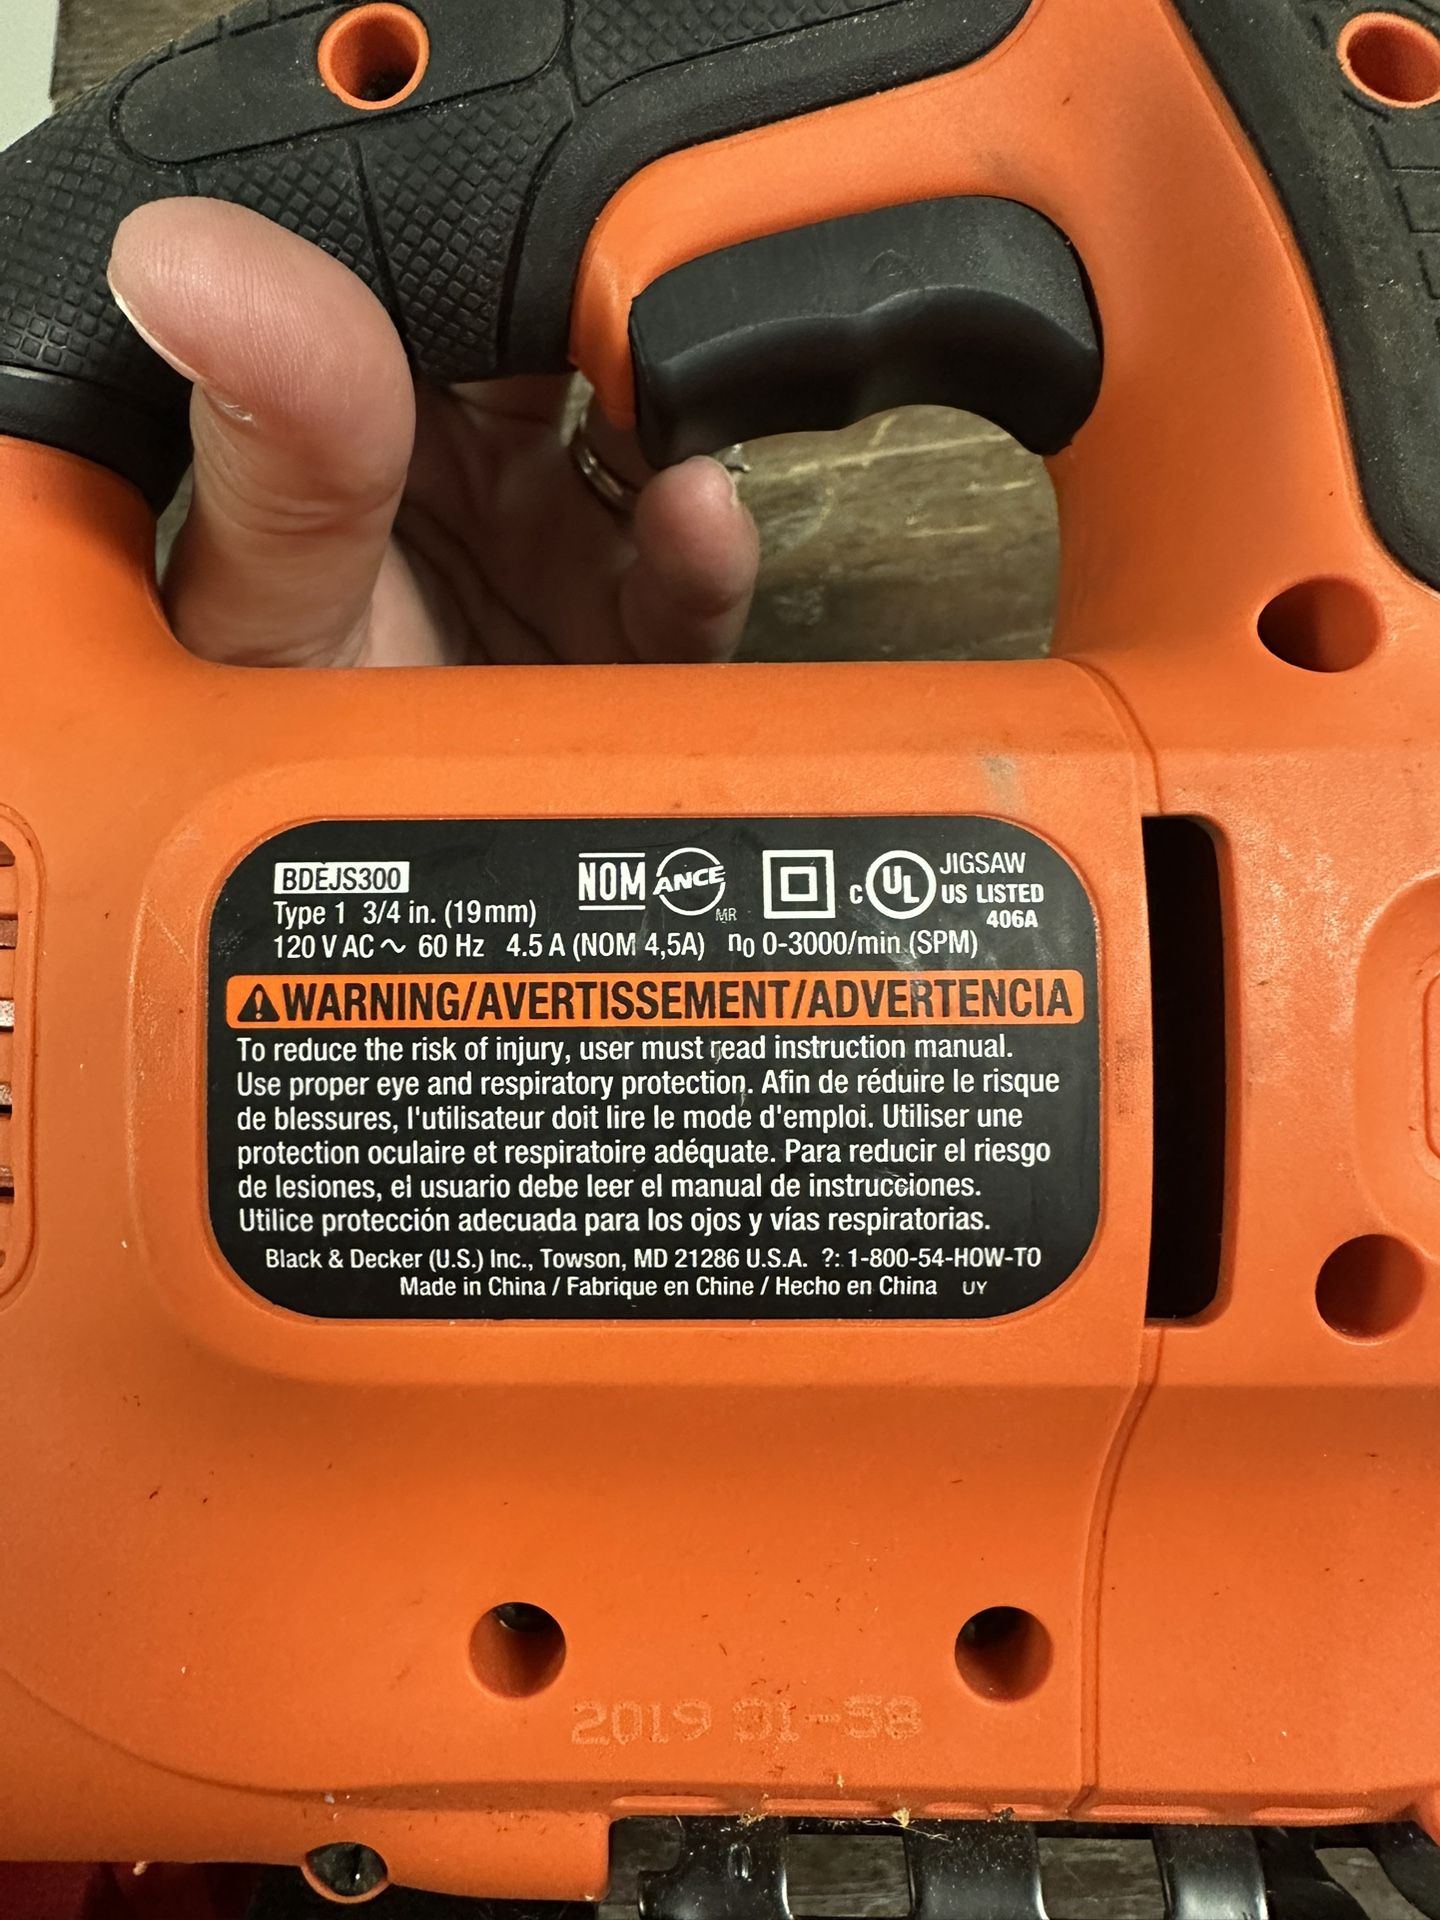 BDEJS300
Type 1 3/4 in. (19mm)
NOM ANCE MR
C UL US JIGSAW LISTED 406A
120 V AC ~ 60 Hz 4.5 A (NOM 4,5A) n0 0-3000/min (SPM)
⚠WARNING/AVERTISSEMENT/ADVERTENCIA
To reduce the risk of injury, user must read instruction manual.
Use proper eye and respiratory protection. Afin de réduire le risque
de blessures, l'utilisateur doit lire le mode d'emploi. Utiliser une
protection oculaire et respiratoire adéquate. Para reducir el riesgo
de lesiones, el usuario debe leer el manual de instrucciones.
Utilice protección adecuada para los ojos y vías respiratorias.
Black & Decker (U.S.) Inc., Towson, MD 21286 U.S.A. ?: 1-800-54-HOW-TO
Made in China / Fabrique en Chine / Hecho en China UY
2019